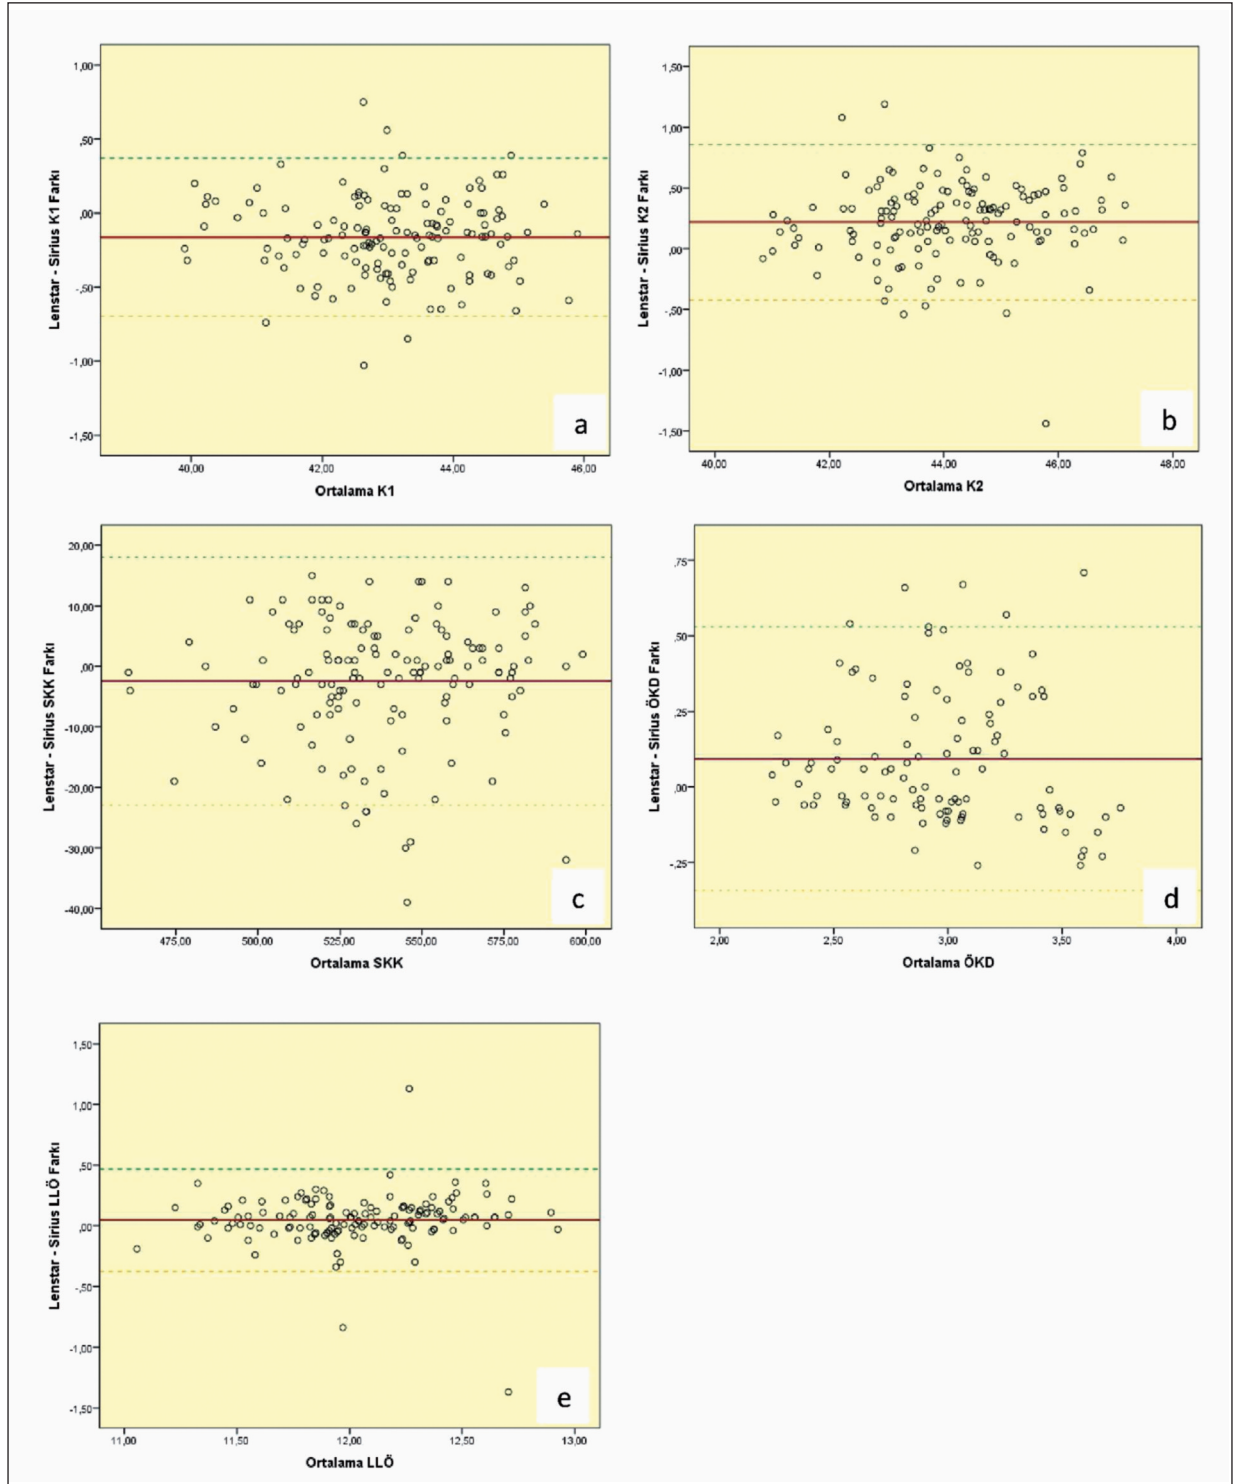 1,00
,50
,00
-,50
-1,00
-1,50
Lenstar - Sirius K1 Farkı
40,00 42,00 44,00 46,00
Ortalama K1
a
1,50
1,00
,50
,00
-,50
-1,00
-1,50
Lenstar - Sirius K2 Farkı
40,00 42,00 44,00 46,00 48,00
Ortalama K2
b
20,00
10,00
,00
-10,00
-20,00
-30,00
-40,00
Lenstar - Sirius SKK Farkı
475,00 500,00 525,00 550,00 575,00 600,00
Ortalama SKK
c
,75
,50
,25
,00
-,25
Lenstar - Sirius ÖKD Farkı
2,00 2,50 3,00 3,50 4,00
Ortalama ÖKD
d
1,50
1,00
,50
,00
-,50
-1,00
-1,50
Lenstar - Sirius LLÖ Farkı
11,00 11,50 12,00 12,50 13,00
Ortalama LLÖ
e